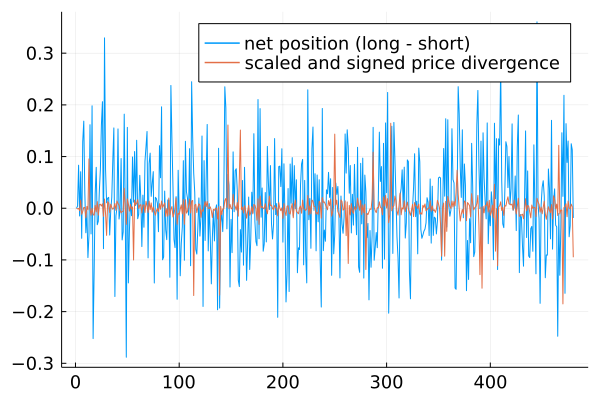 net position (long - short)
scaled and signed price divergence
0.3
0.2
0.1
0.0
−0.1
−0.2
−0.3
0 100 200 300 400